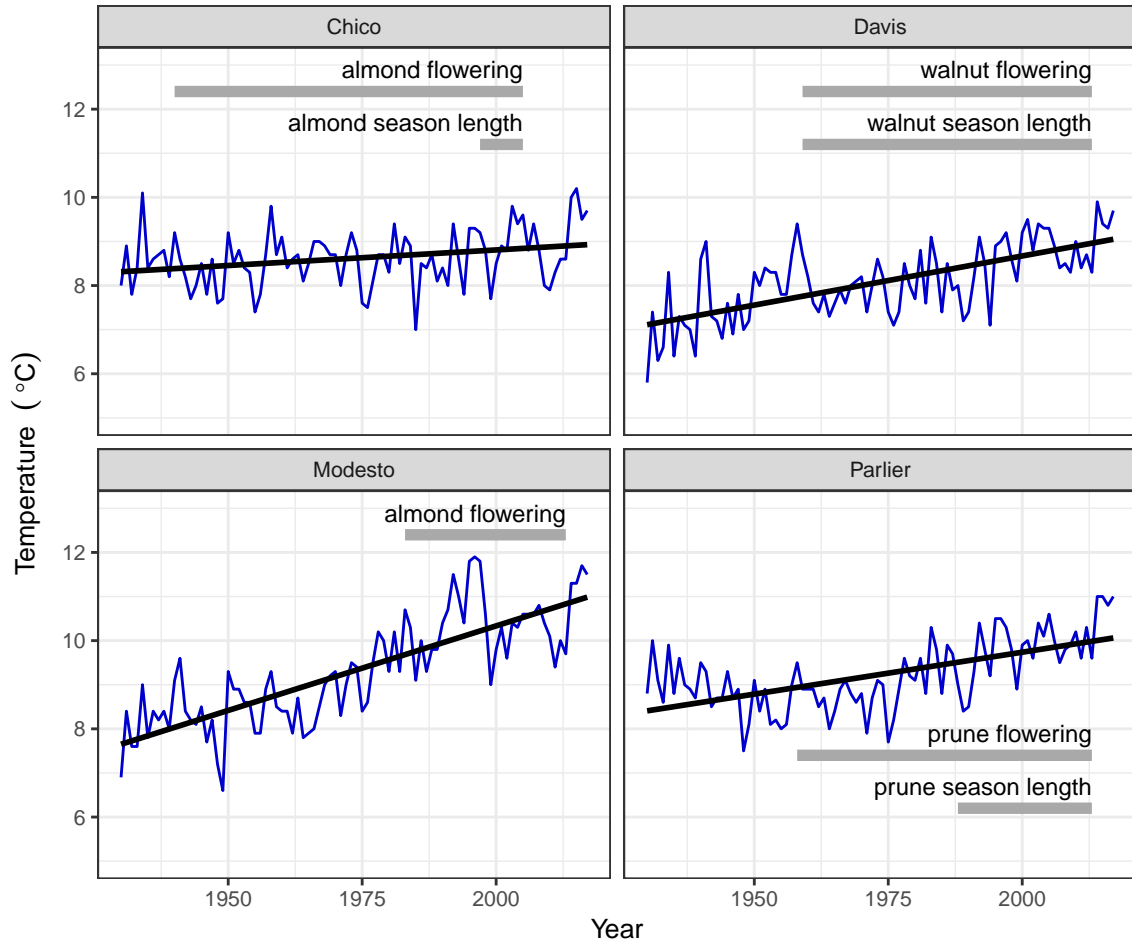 Chico
almond flowering
almond season length
Davis
walnut flowering
walnut season length
12
10
8
6
Modesto
almond flowering
Parlier
prune flowering
prune season length
12
10
8
6
1950
1975
2000
1950
1975
2000
Year
Temperature ( °C)